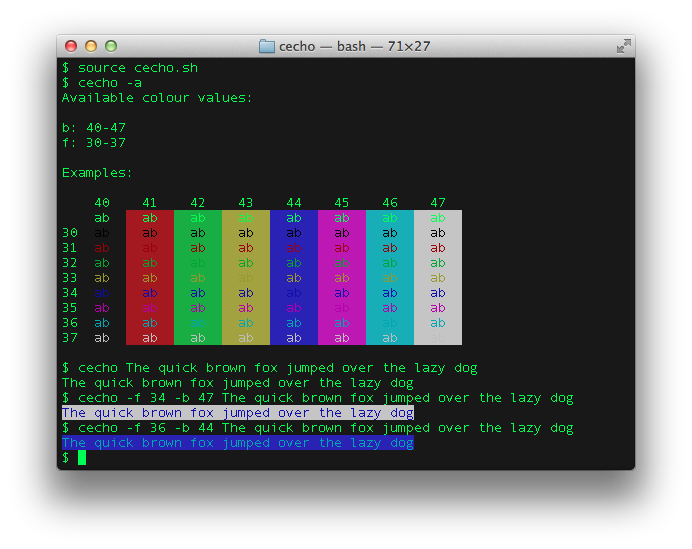 cecho — bash — 71×27
$ source cecho.sh
$ cecho -a
Available colour values:
b: 40-47
f: 30-37
Examples:
40 41 42 43 44 45 46 47
ab ab ab ab ab ab ab ab
30 ab ab ab ab ab ab ab ab
31 ab ab ab ab ab ab ab ab
32 ab ab ab ab ab ab ab ab
33 ab ab ab ab ab ab ab ab
34 ab ab ab ab ab ab ab ab
35 ab ab ab ab ab ab ab ab
36 ab ab ab ab ab ab ab ab
37 ab ab ab ab ab ab ab
$ cecho The quick brown fox jumped over the lazy dog
The quick brown fox jumped over the lazy dog
$ cecho -f 34 -b 47 The quick brown fox jumped over the lazy dog
The quick brown fox jumped over the lazy dog
$ cecho -f 36 -b 44 The quick brown fox jumped over the lazy dog
The quick brown fox jumped over the lazy dog
$